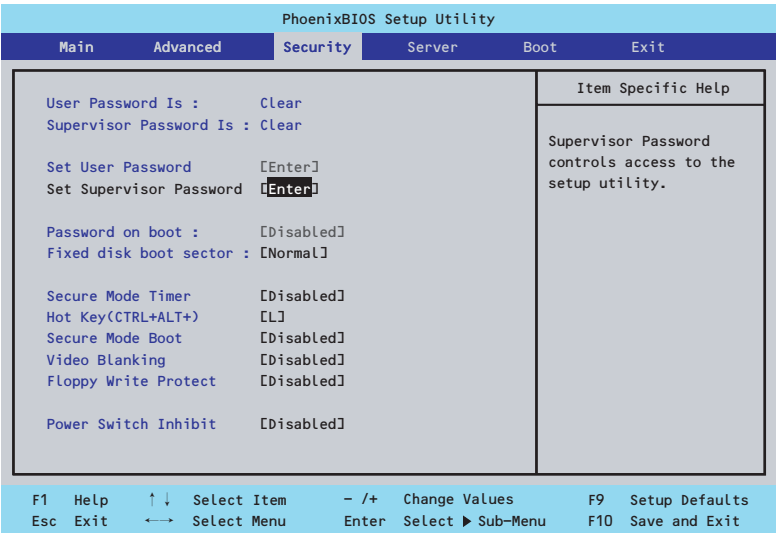 PhoenixBIOS Setup Utility
Main Advanced Security Server Boot Exit
Item Specific Help
User Password Is : Clear
Supervisor Password Is : Clear
Supervisor Password
controls access to the
setup utility.
Set User Password [Enter]
Set Supervisor Password [Enter]
Password on boot : [Disabled]
Fixed disk boot sector : [Normal]
Secure Mode Timer [Disabled]
Hot Key(CTRL+ALT+) [L]
Secure Mode Boot [Disabled]
Video Blanking [Disabled]
Floppy Write Protect [Disabled]
Power Switch Inhibit [Disabled]
F1 Help ↑↓ Select Item - /+ Change Values F9 Setup Defaults
Esc Exit ←→ Select Menu Enter Select ▶ Sub-Menu F10 Save and Exit